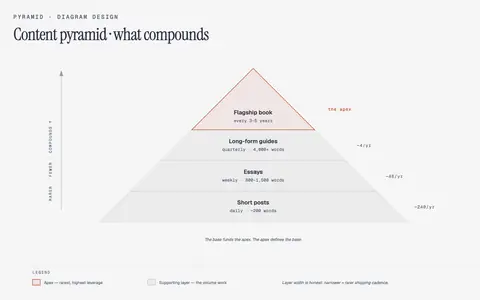 PYRAMID · DIAGRAM DESIGN
Content pyramid · what compounds
Flagship book
every 3–5 years
the apex
Long-form guides
quarterly · 4,000+ words
~4/yr
Essays
weekly · 800–1,500 words
Short posts
daily · ~200 words
~240/yr
The base funds the apex. The apex defines the base.
LEGEND
Apex — rarest, highest leverage
Supporting layer — the volume work
Layer width is honest: narrower = rarer shipping cadence.